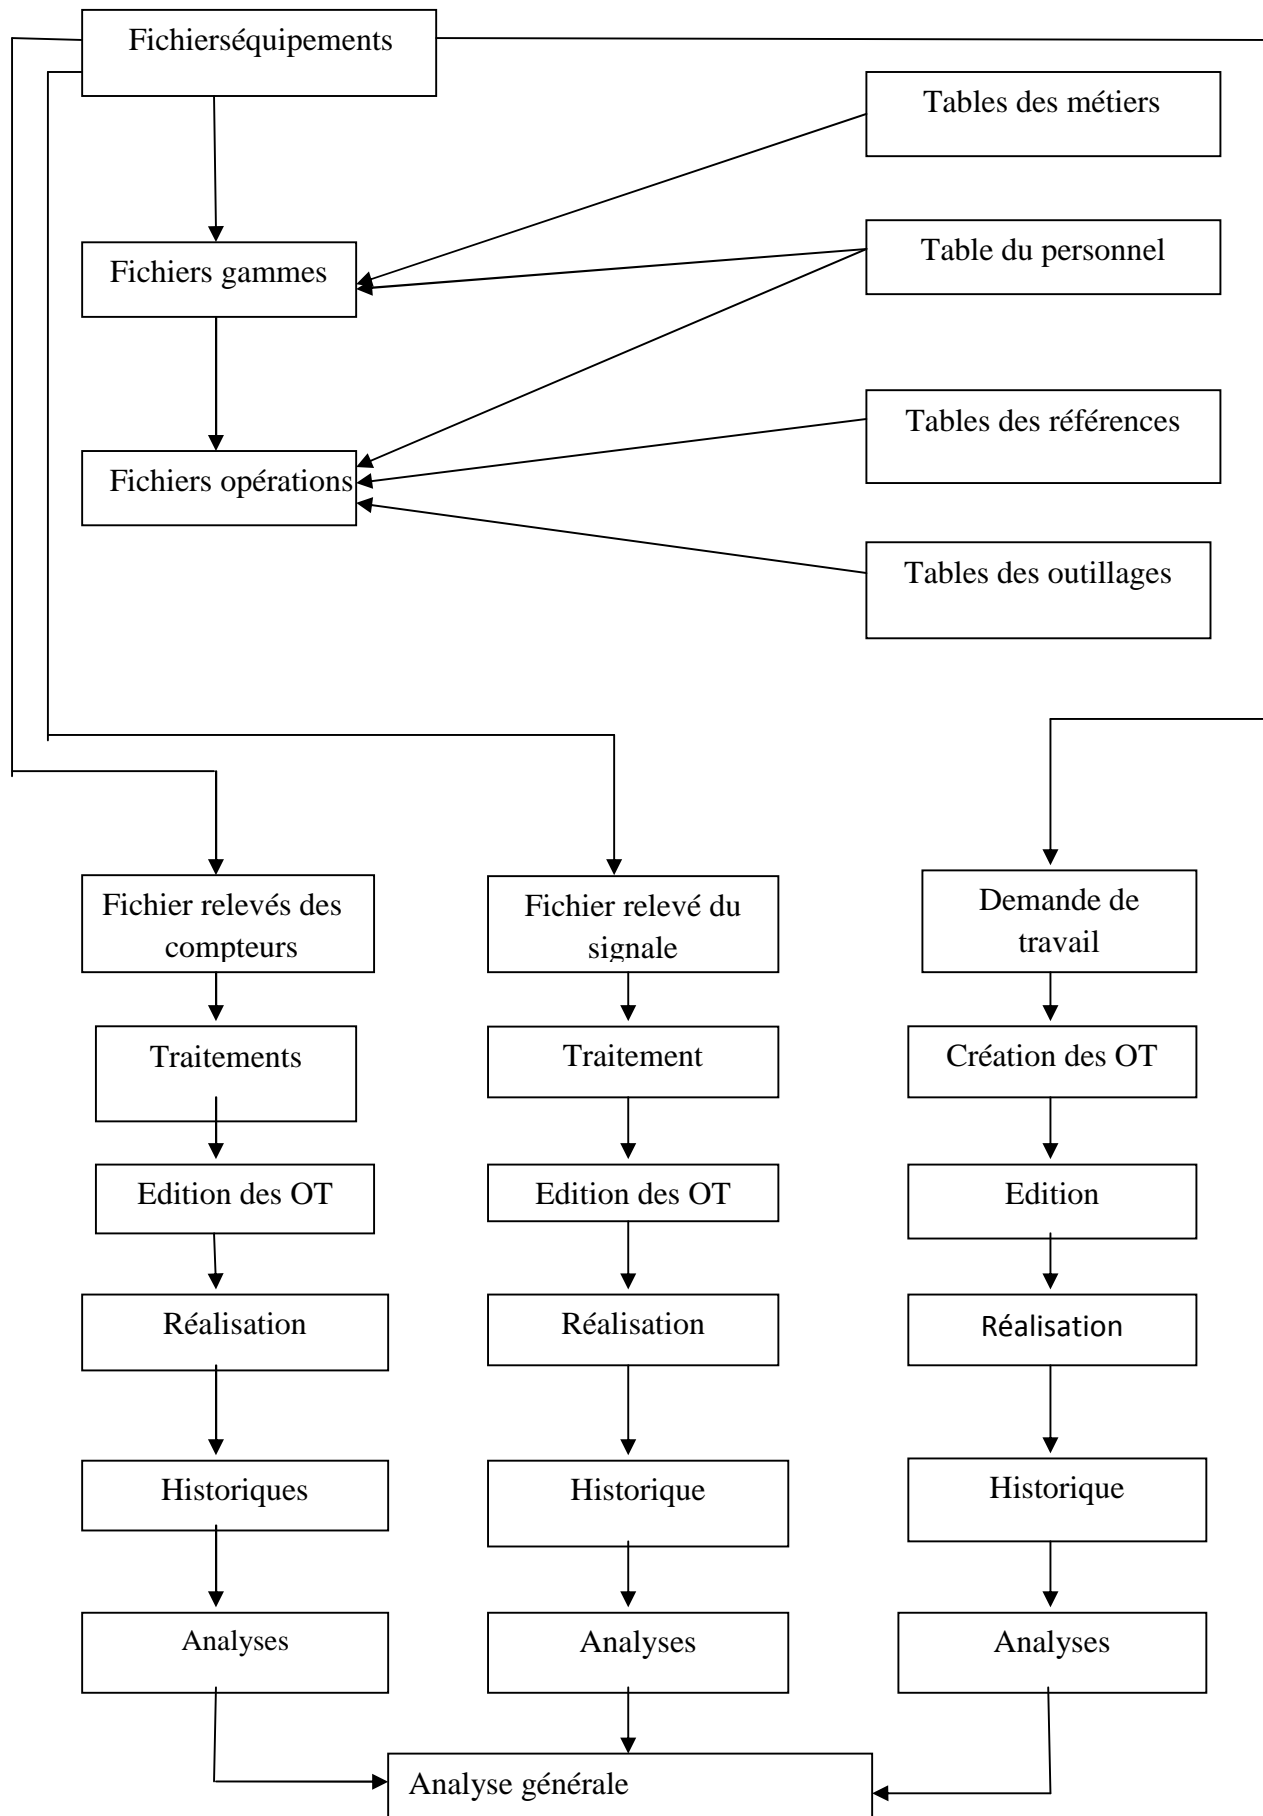 Fichierséquipements
Tables des métiers
Fichiers gammes
Table du personnel
Tables des références
Fichiers opérations
Tables des outillages
Fichier relevés des
compteurs
Fichier relevé du
signale
Demande de
travail
Traitements
Traitement
Création des OT
Edition des OT
Edition des OT
Edition
Réalisation
Réalisation
Réalisation
Historiques
Historique
Historique
Analyses
Analyses
Analyses
Analyse générale